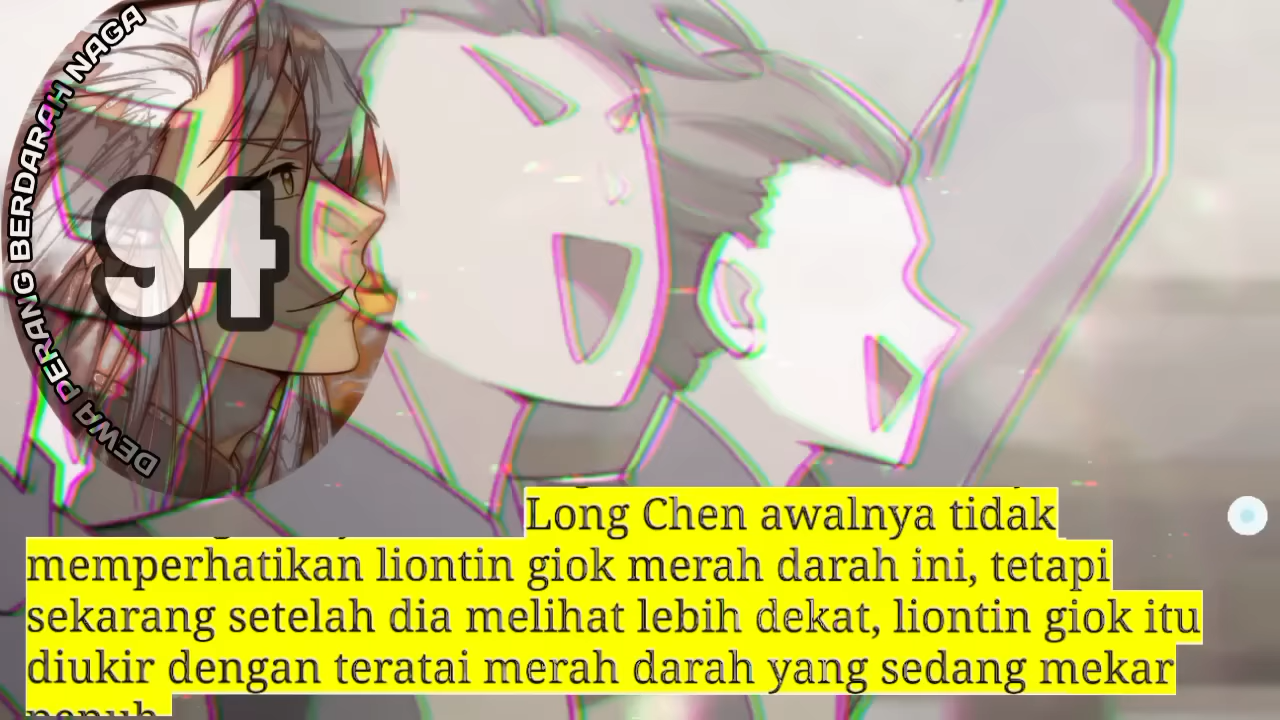 DEWA PERANG BERDARAH NAGA
94
Long Chen awalnya tidak
memperhatikan liontin giok merah darah ini, tetapi
sekarang setelah dia melihat lebih dekat, liontin giok itu
diukir dengan teratai merah darah yang sedang mekar
penuh.